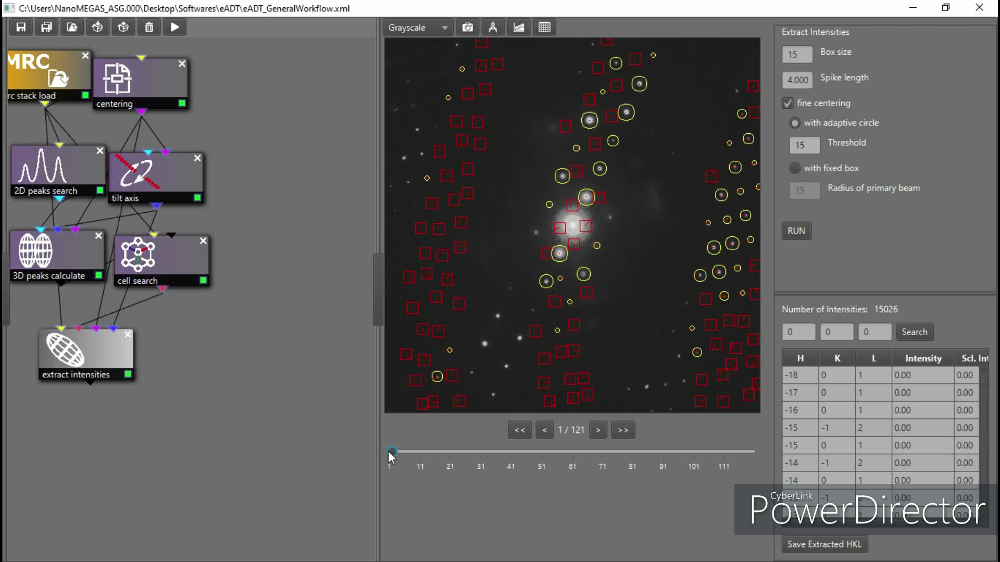 C:\Users\NanoMEGAS_ASG.000\Desktop\Softwares\eADT\eADT_GeneralWorkflow.xml
MRC
rc stack load
centering
2D peaks search
tilt axis
3D peaks calculate
cell search
extract intensities
Grayscale
<< < 1 / 121 > >>
1 11 21 31 41 51 61 71 81 91 101 111
Extract Intensities
15 Box size
4.000 Spike length
fine centering
with adaptive circle
15 Threshold
with fixed box
15 Radius of primary beam
RUN
Number of Intensities: 15026
0 0 0 Search
H K L Intensity Scl. Int
-18 0 1 0.00 0.00
-17 0 1 0.00 0.00
-16 0 1 0.00 0.00
-15 -1 2 0.00 0.00
-15 0 1 0.00 0.00
-14 -1 2 0.00 0.00
-14 0 1 0.00 0.00
-1 0.00 0.00
CyberLink
PowerDirector
Save Extracted HKL